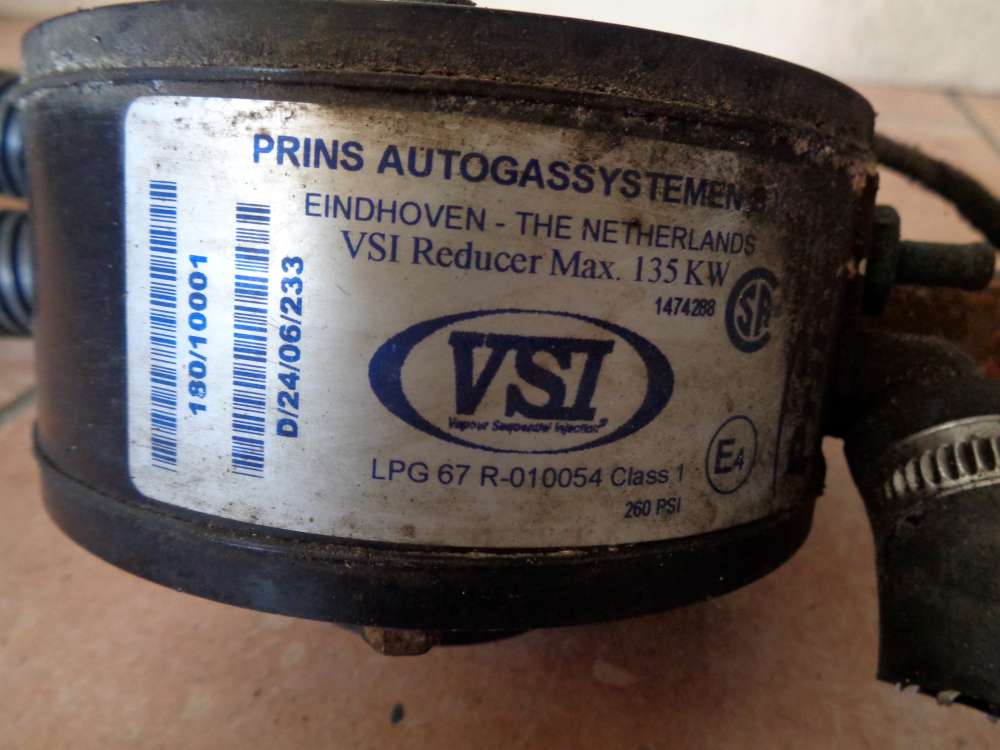 PRINS AUTOGASSYSTEMEN
EINDHOVEN - THE NETHERLANDS
VSI Reducer Max. 135 KW
1474288
SA
VSI
Vapour Sequential Injection
LPG 67 R-010054 Class 1
E4
260 PSI
180/10001
D/24/06/233